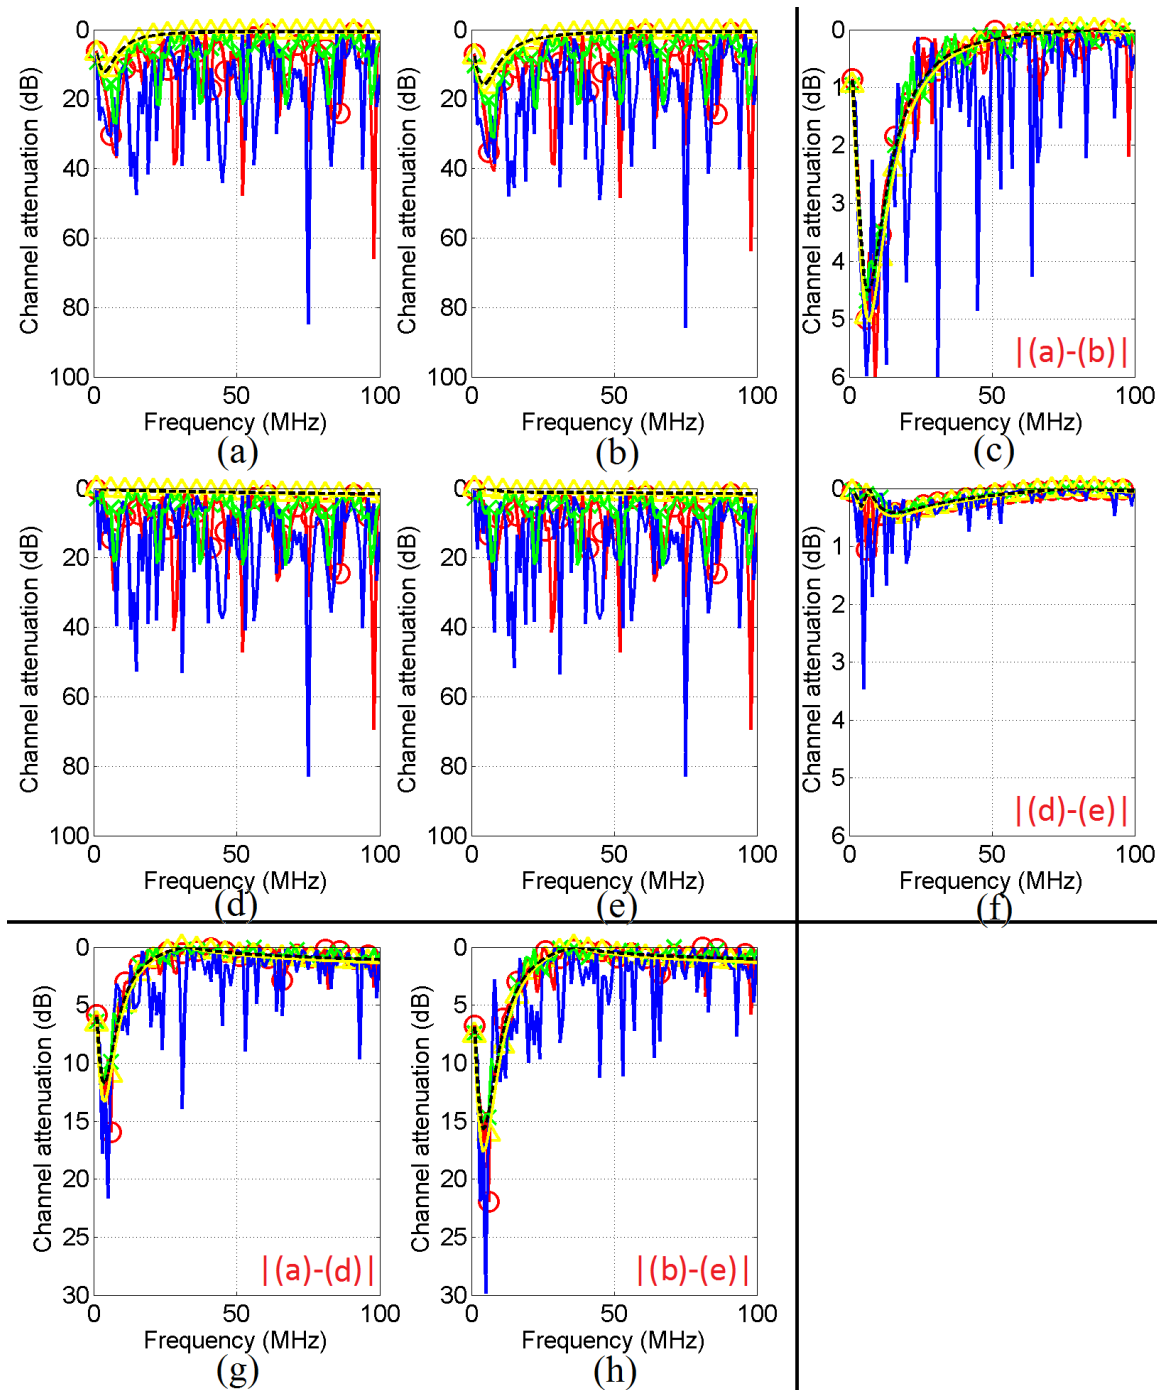 0
20
40
60
80
100
Channel attenuation (dB)
0 50 100
Frequency (MHz)
(a)
0
20
40
60
80
100
Channel attenuation (dB)
0 50 100
Frequency (MHz)
(b)
0
1
2
3
4
5
6
Channel attenuation (dB)
|(a)-(b)|
0 50 100
Frequency (MHz)
(c)
0
20
40
60
80
100
Channel attenuation (dB)
0 50 100
Frequency (MHz)
(d)
0
20
40
60
80
100
Channel attenuation (dB)
0 50 100
Frequency (MHz)
(e)
0
1
2
3
4
5
6
Channel attenuation (dB)
|(d)-(e)|
0 50 100
Frequency (MHz)
(f)
0
5
10
15
20
25
30
Channel attenuation (dB)
|(a)-(d)|
0 50 100
Frequency (MHz)
(g)
0
5
10
15
20
25
30
Channel attenuation (dB)
|(b)-(e)|
0 50 100
Frequency (MHz)
(h)